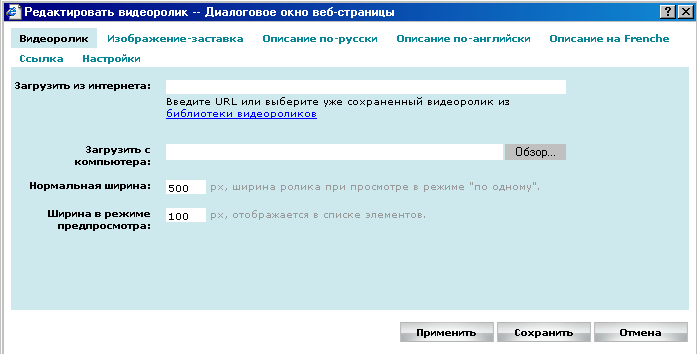 Редактировать видеоролик -- Диалоговое окно веб-страницы
Видеоролик Изображение-заставка Описание по-русски Описание по-английски Описание на Frenche
Ссылка Настройки
Загрузить из интернета:
Введите URL или выберите уже сохраненный видеоролик из
библиотеки видеороликов
Загрузить с
компьютера:
Обзор...
Нормальная ширина: 500 px, ширина ролика при просмотре в режиме "по одному".
Ширина в режиме
предпросмотра:
100 px, отображается в списке элементов.
Применить Сохранить Отмена